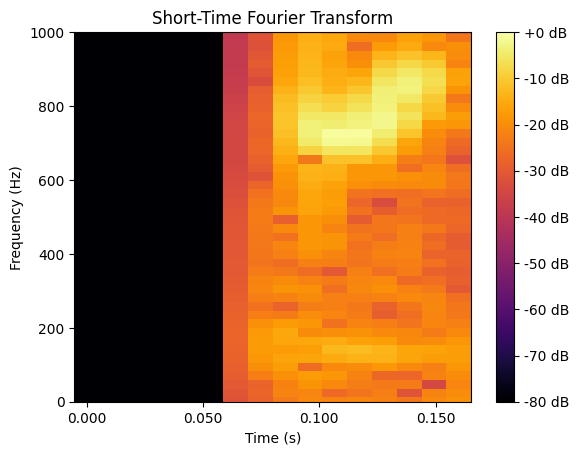 Short-Time Fourier Transform
1000
800
600
400
200
0
Frequency (Hz)
0.000
0.050
0.100
0.150
Time (s)
+0 dB
-10 dB
-20 dB
-30 dB
-40 dB
-50 dB
-60 dB
-70 dB
-80 dB